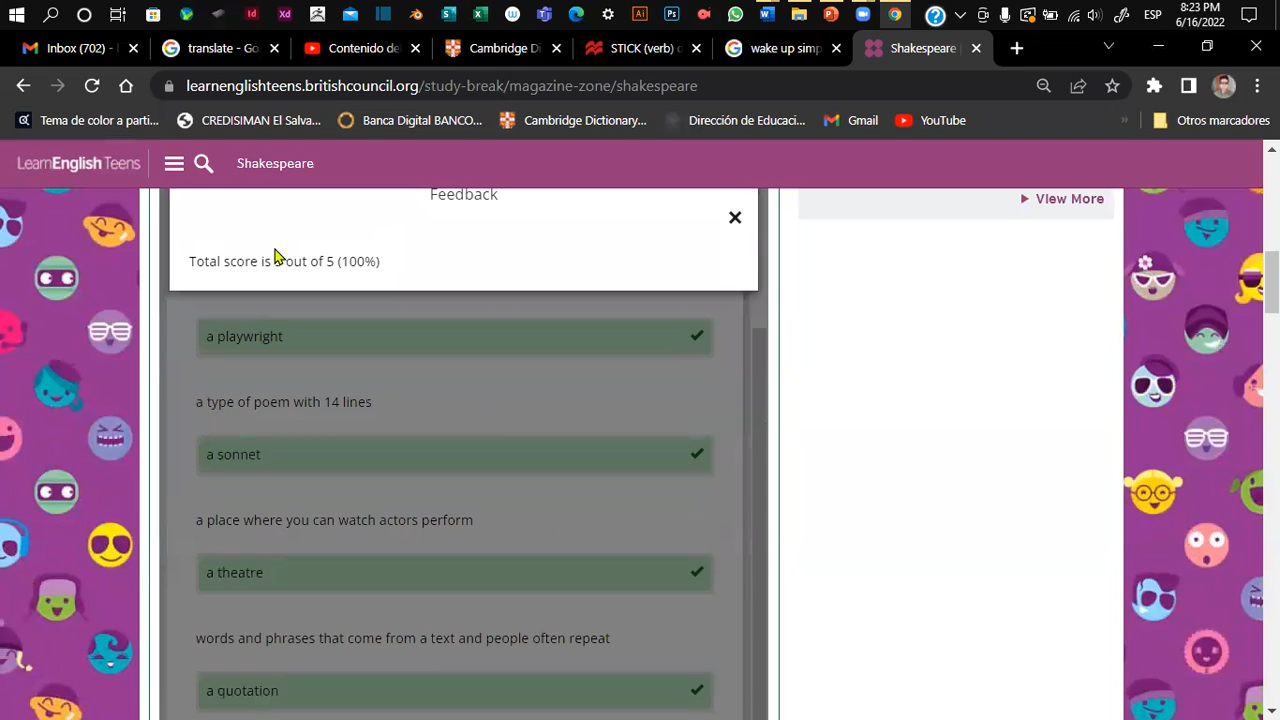 Id
Xd
Ai
Ps
ESP
8:23 PM
6/16/2022
Inbox (702) -
translate - Go
Contenido de
Cambridge Di
STICK (verb) c
wake up simp
Shakespeare
learnenglishteens.britishcouncil.org/study-break/magazine-zone/shakespeare
Tema de color a parti...
CREDISIMAN El Salva...
Banca Digital BANCO...
Cambridge Dictionary...
Dirección de Educaci...
Gmail
YouTube
»
Otros marcadores
LearnEnglish Teens
Shakespeare
Feedback
View More
Total score is out of 5 (100%)
a playwright
a type of poem with 14 lines
a sonnet
a place where you can watch actors perform
a theatre
words and phrases that come from a text and people often repeat
a quotation